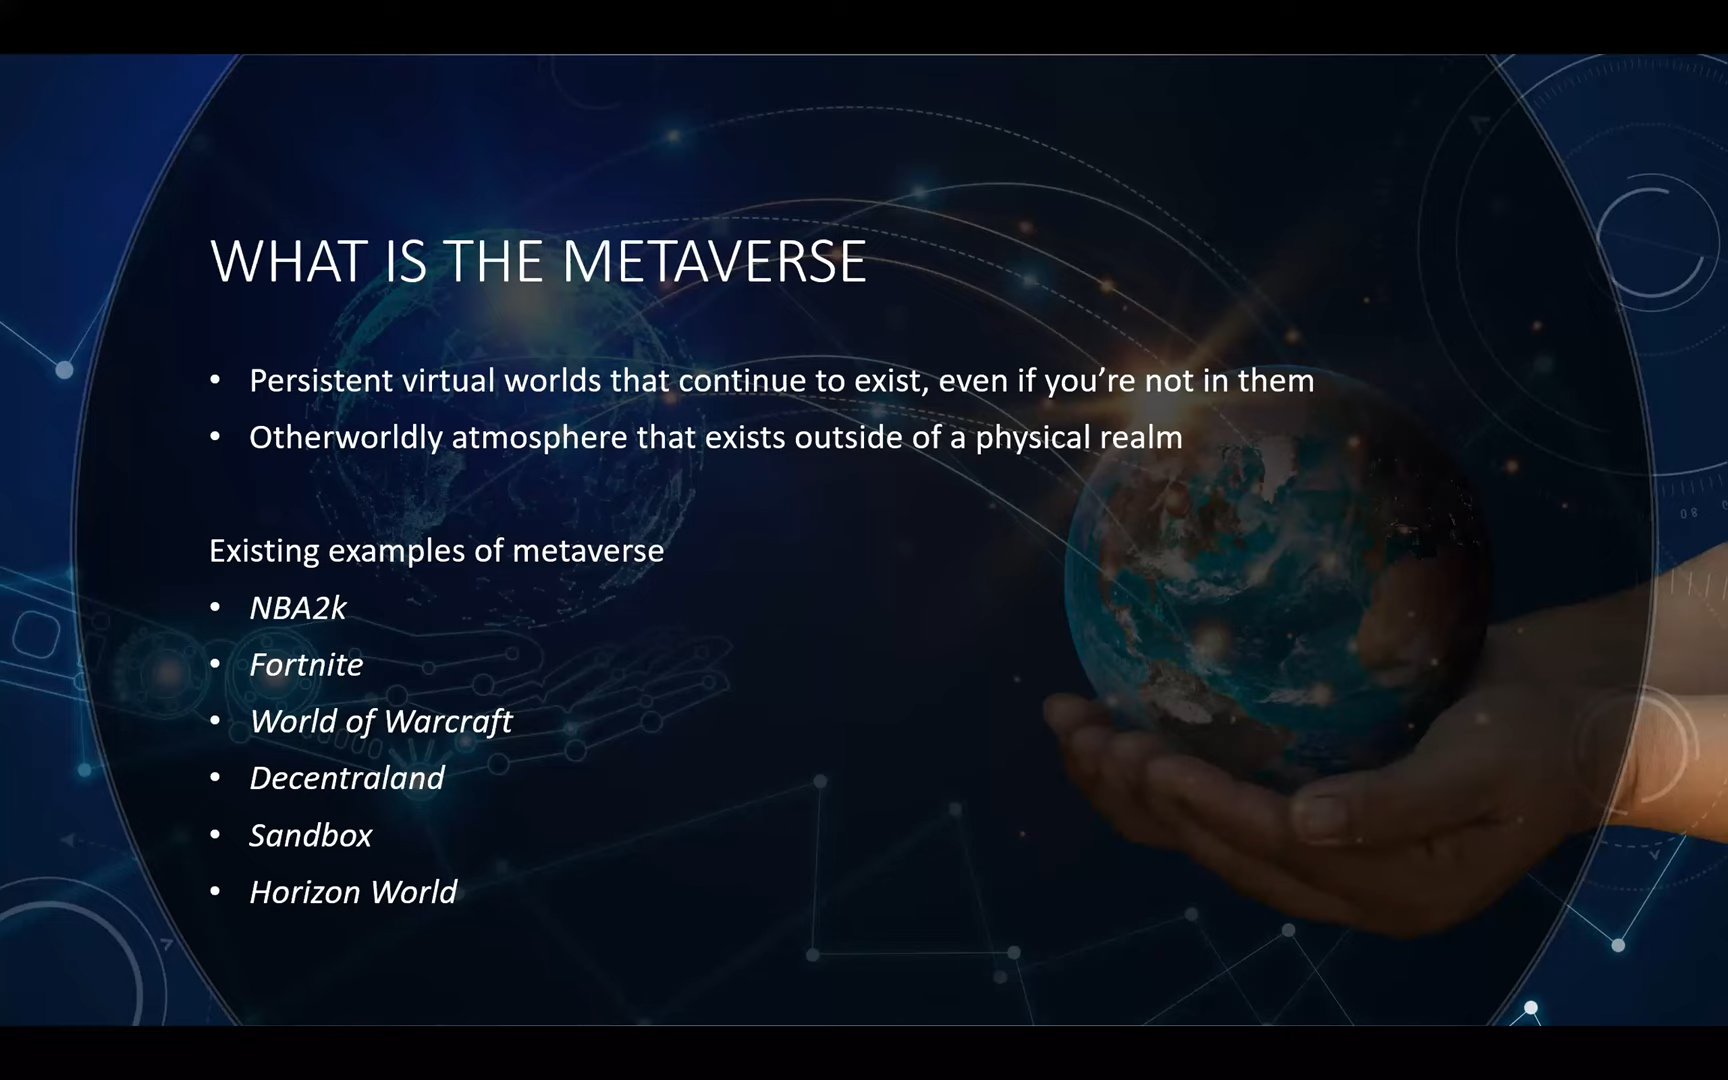 WHAT IS THE METAVERSE
• Persistent virtual worlds that continue to exist, even if you’re not in them
• Otherworldly atmosphere that exists outside of a physical realm
Existing examples of metaverse
• NBA2k
• Fortnite
• World of Warcraft
• Decentraland
• Sandbox
• Horizon World
80